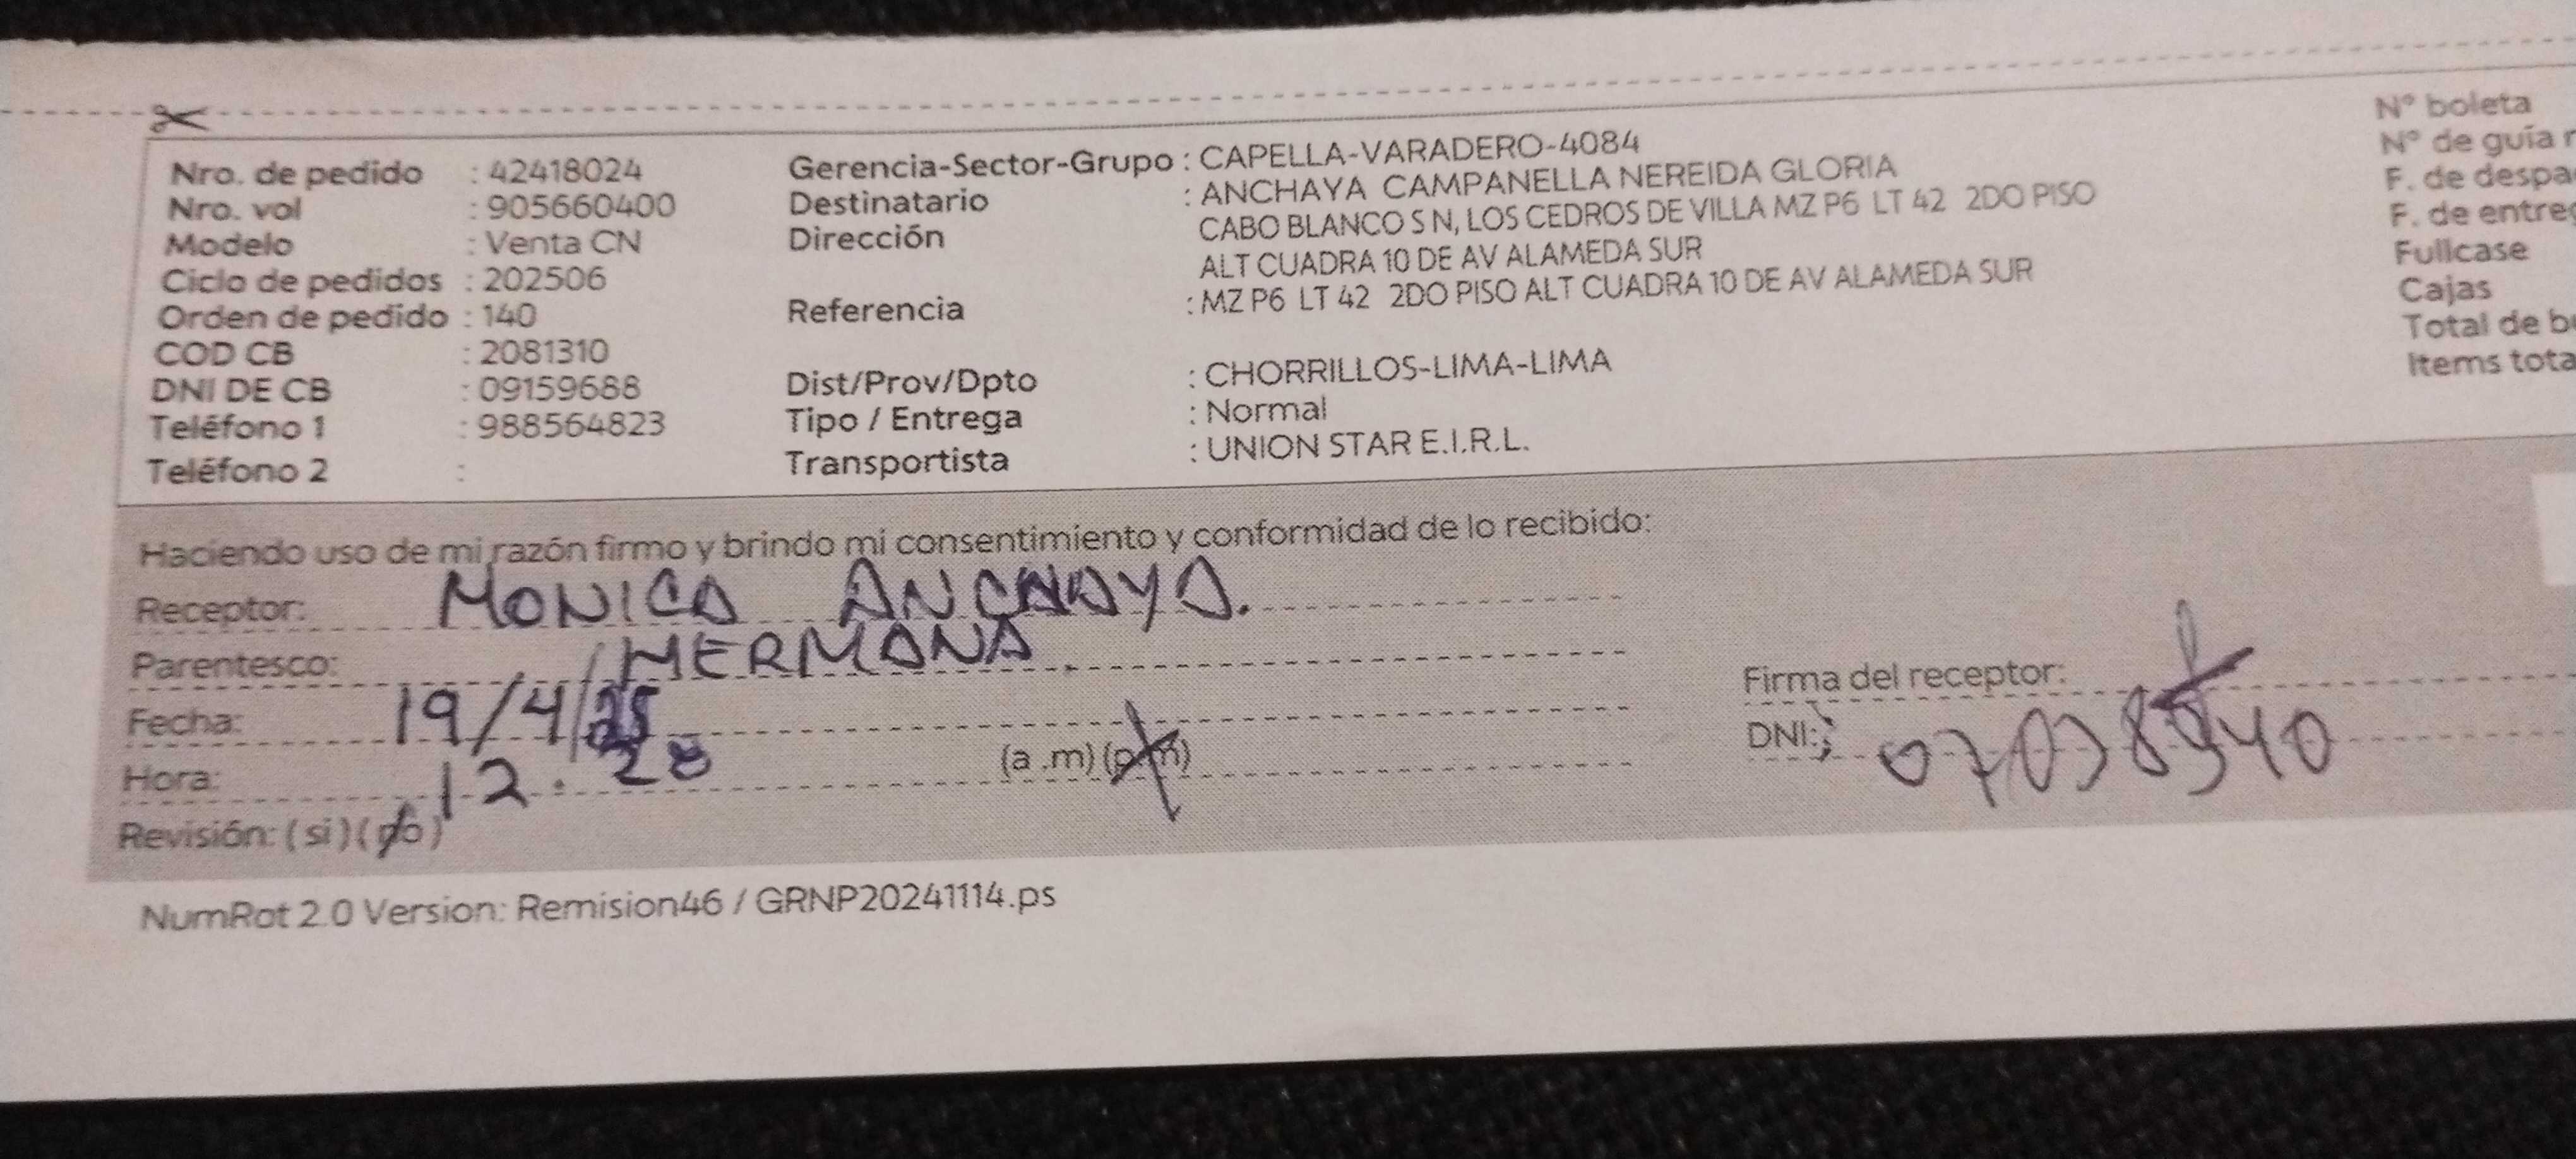 Nro. de pedido : 42418024 Gerencia-Sector-Grupo : CAPELLA-VARADERO-4084 N° boleta
Nro. vol : 905660400 Destinatario : ANCHAYA CAMPANELLA NEREIDA GLORIA N° de guía
Modelo : Venta CN Dirección CABO BLANCO S N, LOS CEDROS DE VILLA MZ P6 LT 42 2DO PISO F. de
ALT CUADRA 10 DE AV ALAMEDA SUR F. de
Ciclo de pedidos : 202506 Fullcase
Orden de pedido : 140 Referencia : MZ P6 LT 42 2DO PISO ALT CUADRA 10 DE AV ALAMEDA SUR Cajas
COD CB : 2081310 Total de
DNI DE CB : 09159688 Dist/Prov/Dpto : CHORRILLOS-LIMA-LIMA Items
Teléfono 1 : 988564823 Tipo / Entrega : Normal
Teléfono 2 : Transportista : UNION STAR E.I.R.L.
Haciendo uso de mi razón firmo y brindo mi consentimiento y conformidad de lo recibido:
Receptor: MONICA ANCHAYA.
Parentesco: HERMANA.
Fecha: 19/4/25 Firma del receptor:
Hora: 12:20 (a .m) (p.m) DNI:
Revisión: ( si ) ( no )
NumRot 2.0 Version: Remision46 / GRNP20241114.ps